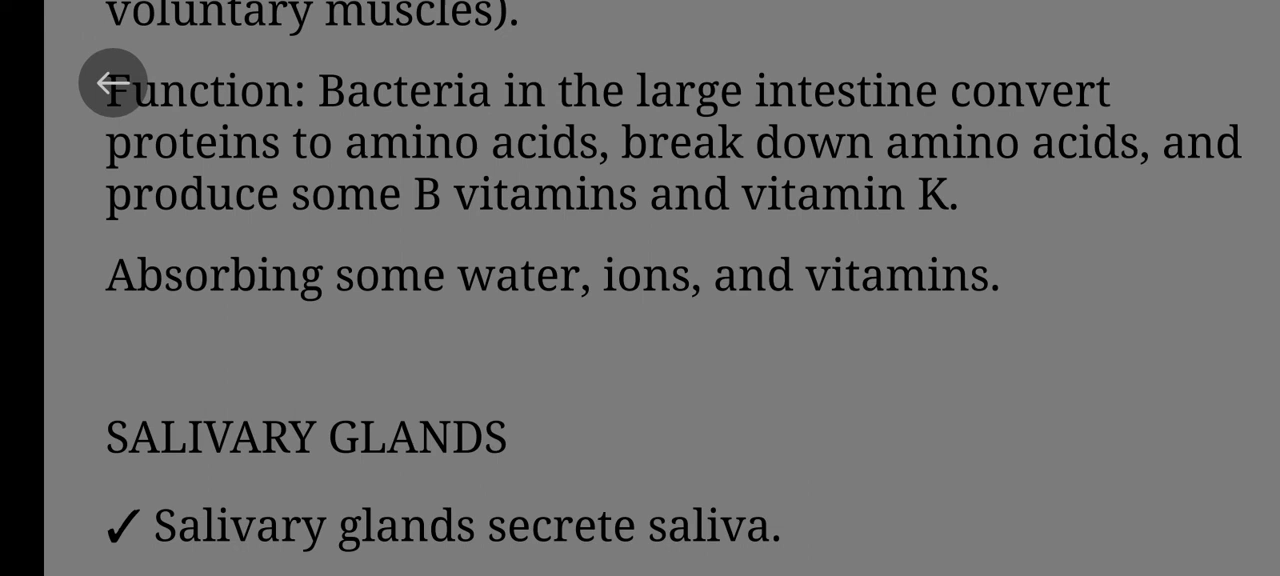 voluntary muscles).
Function: Bacteria in the large intestine convert
proteins to amino acids, break down amino acids, and
produce some B vitamins and vitamin K.
Absorbing some water, ions, and vitamins.
SALIVARY GLANDS
✓ Salivary glands secrete saliva.